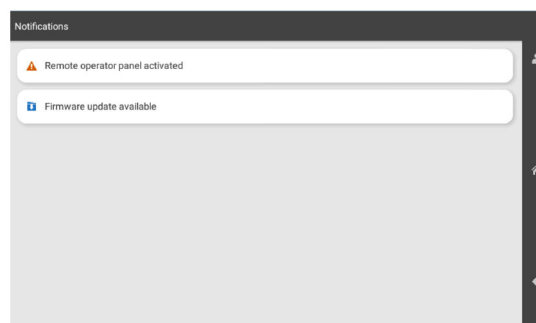 Notifications
Remote operator panel activated
Firmware update available